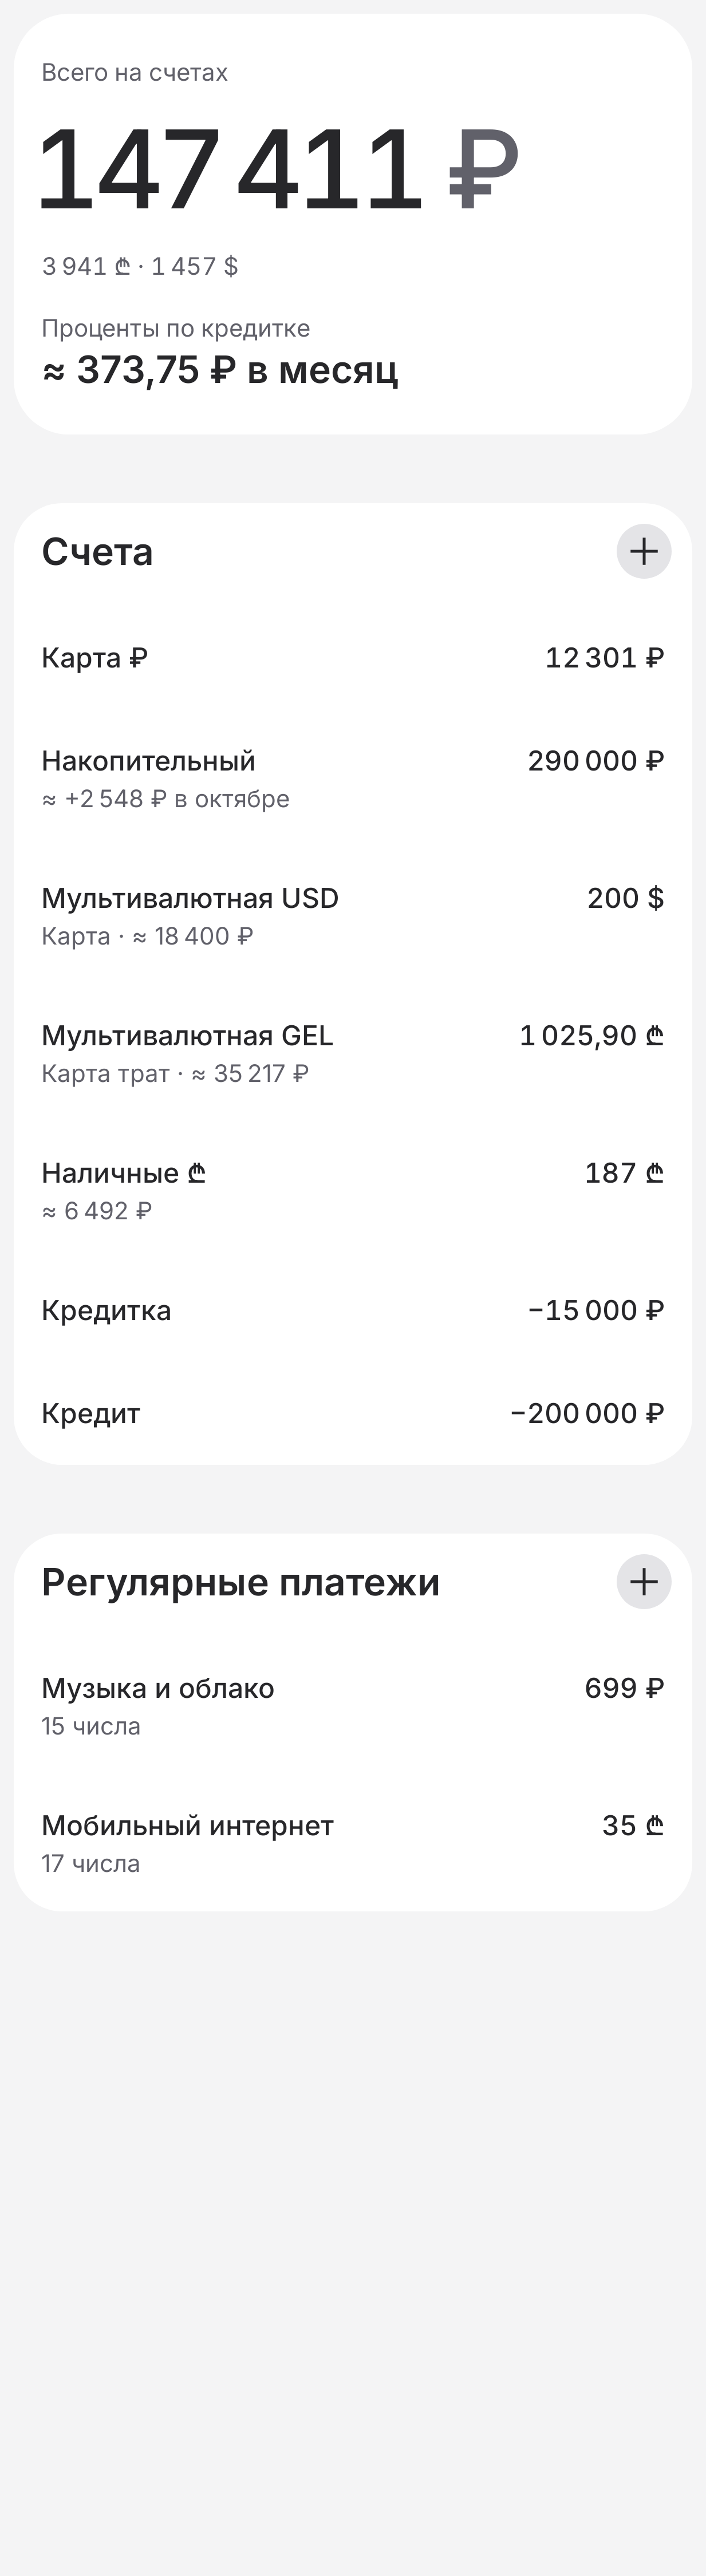 Всего на счетах
147 411 ₽
3 941 ₾ · 1 457 $
Проценты по кредитке
≈ 373,75 ₽ в месяц
Счета
Карта ₽ 12 301 ₽
Накопительный 290 000 ₽
≈ +2 548 ₽ в октябре
Мультивалютная USD 200 $
Карта · ≈ 18 400 ₽
Мультивалютная GEL 1 025,90 ₾
Карта трат · ≈ 35 217 ₽
Наличные ₾ 187 ₾
≈ 6 492 ₽
Кредитка −15 000 ₽
Кредит −200 000 ₽
Регулярные платежи
Музыка и облако 699 ₽
15 числа
Мобильный интернет 35 ₾
17 числа